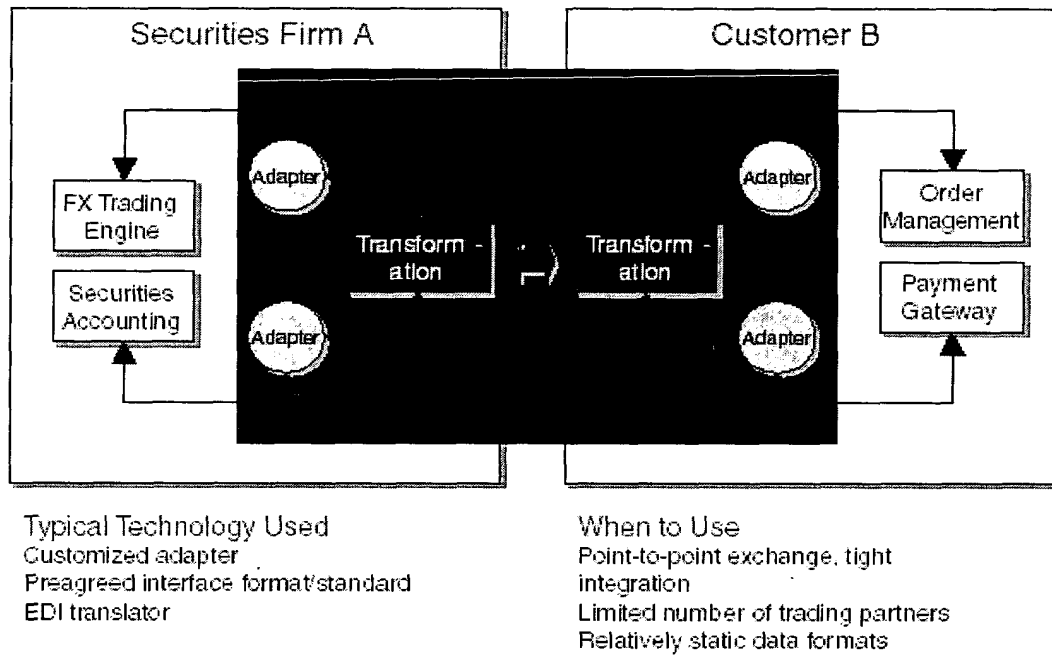 Securities Firm A
Customer B
Adapter
Adapter
FX Trading
Engine
Order
Management
Transform -
ation
Transform -
ation
Securities
Accounting
Payment
Gateway
Adapter
Adapter
Typical Technology Used
Customized adapter
Preagreed interface format/standard
EDI translator
When to Use
Point-to-point exchange, tight
integration
Limited number of trading partners
Relatively static data formats